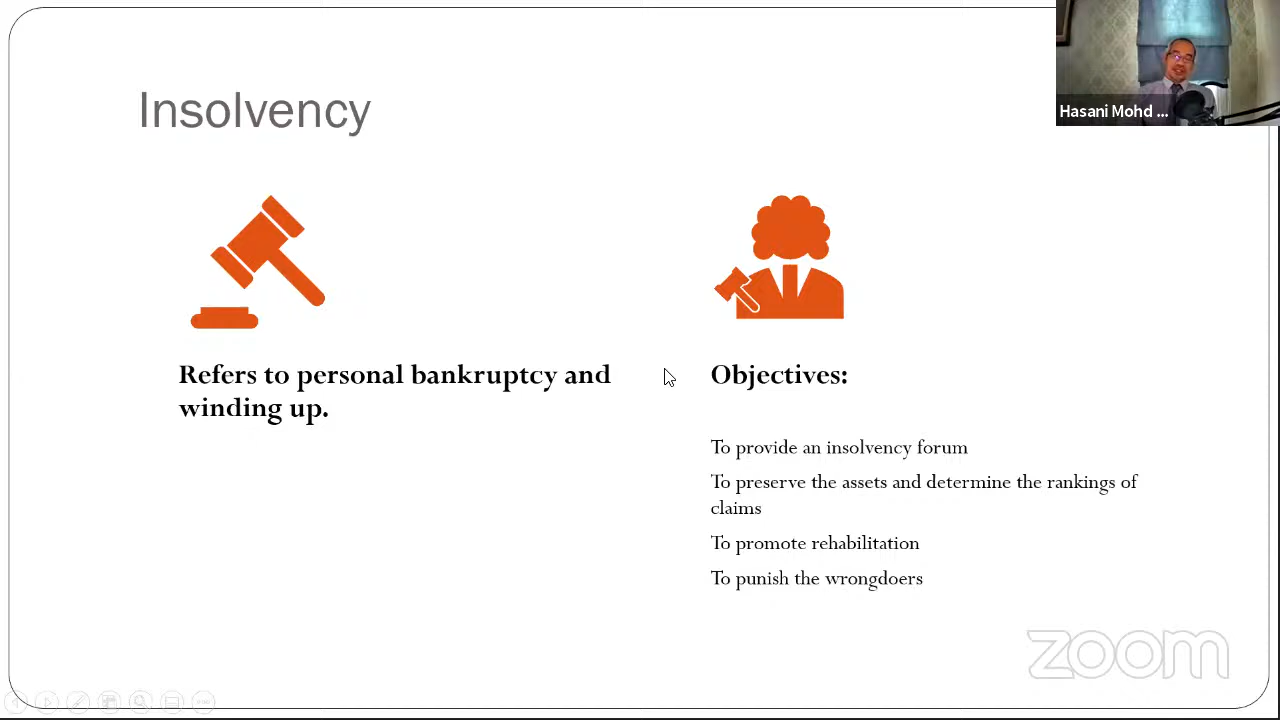 Insolvency
Hasani Mohd ...
Refers to personal bankruptcy and
winding up.
Objectives:
To provide an insolvency forum
To preserve the assets and determine the rankings of
claims
To promote rehabilitation
To punish the wrongdoers
zoom